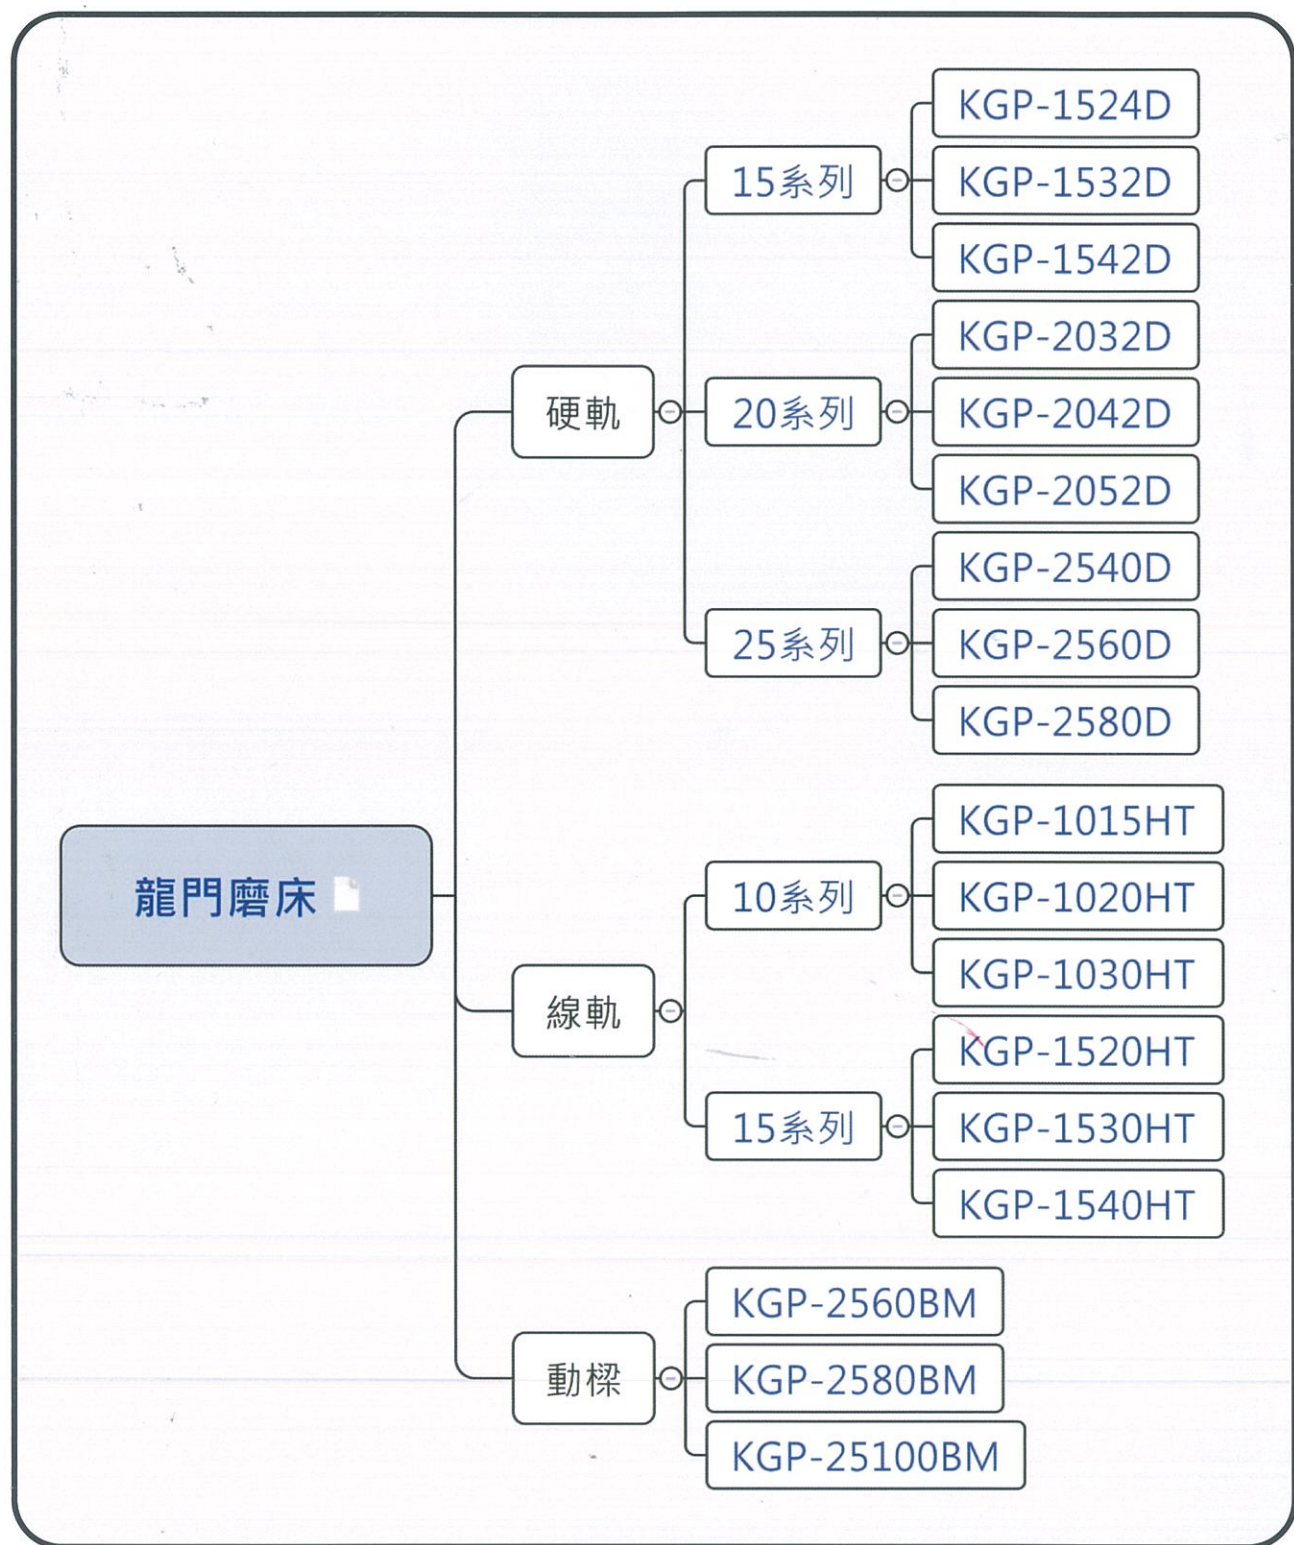 龍門磨床
硬軌
15系列
KGP-1524D
KGP-1532D
KGP-1542D
20系列
KGP-2032D
KGP-2042D
KGP-2052D
25系列
KGP-2540D
KGP-2560D
KGP-2580D
線軌
10系列
KGP-1015HT
KGP-1020HT
KGP-1030HT
15系列
KGP-1520HT
KGP-1530HT
KGP-1540HT
動樑
KGP-2560BM
KGP-2580BM
KGP-25100BM